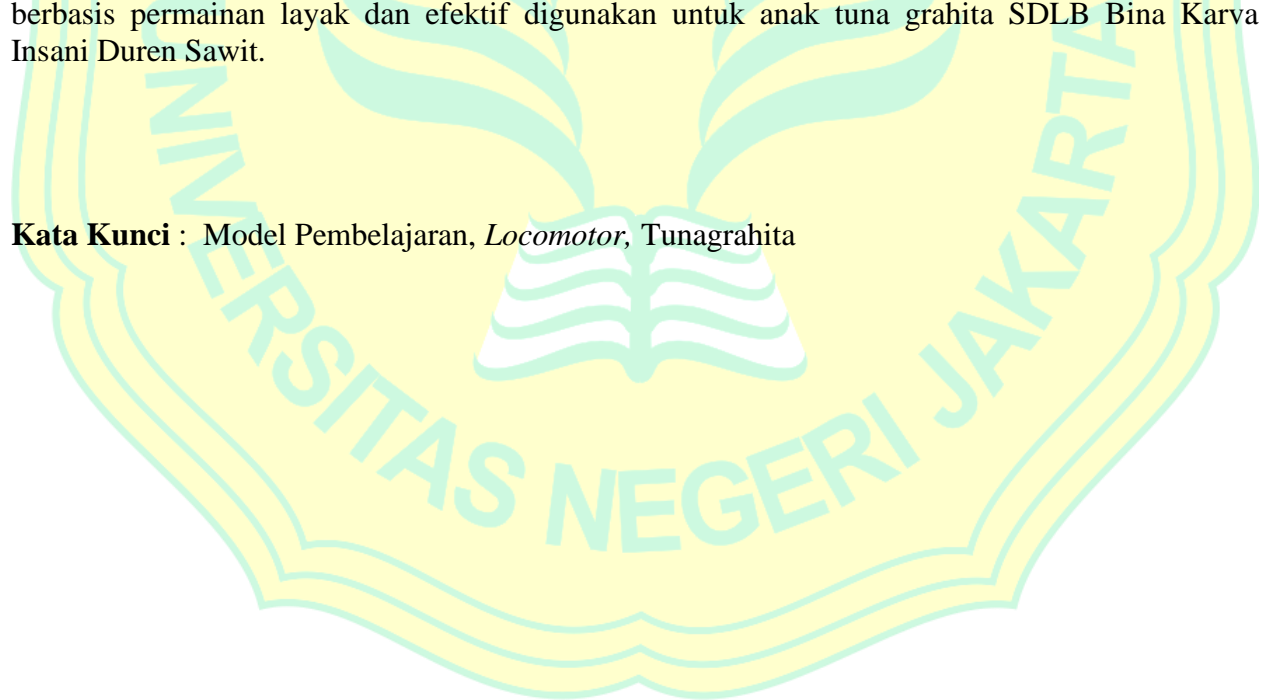 berbasis permainan layak dan efektif digunakan untuk anak tuna grahita SDLB Bina Karva
Insani Duren Sawit.
Kata Kunci : Model Pembelajaran, Locomotor, Tunagrahita
UNIVERSITAS NEGERI JAKARTA